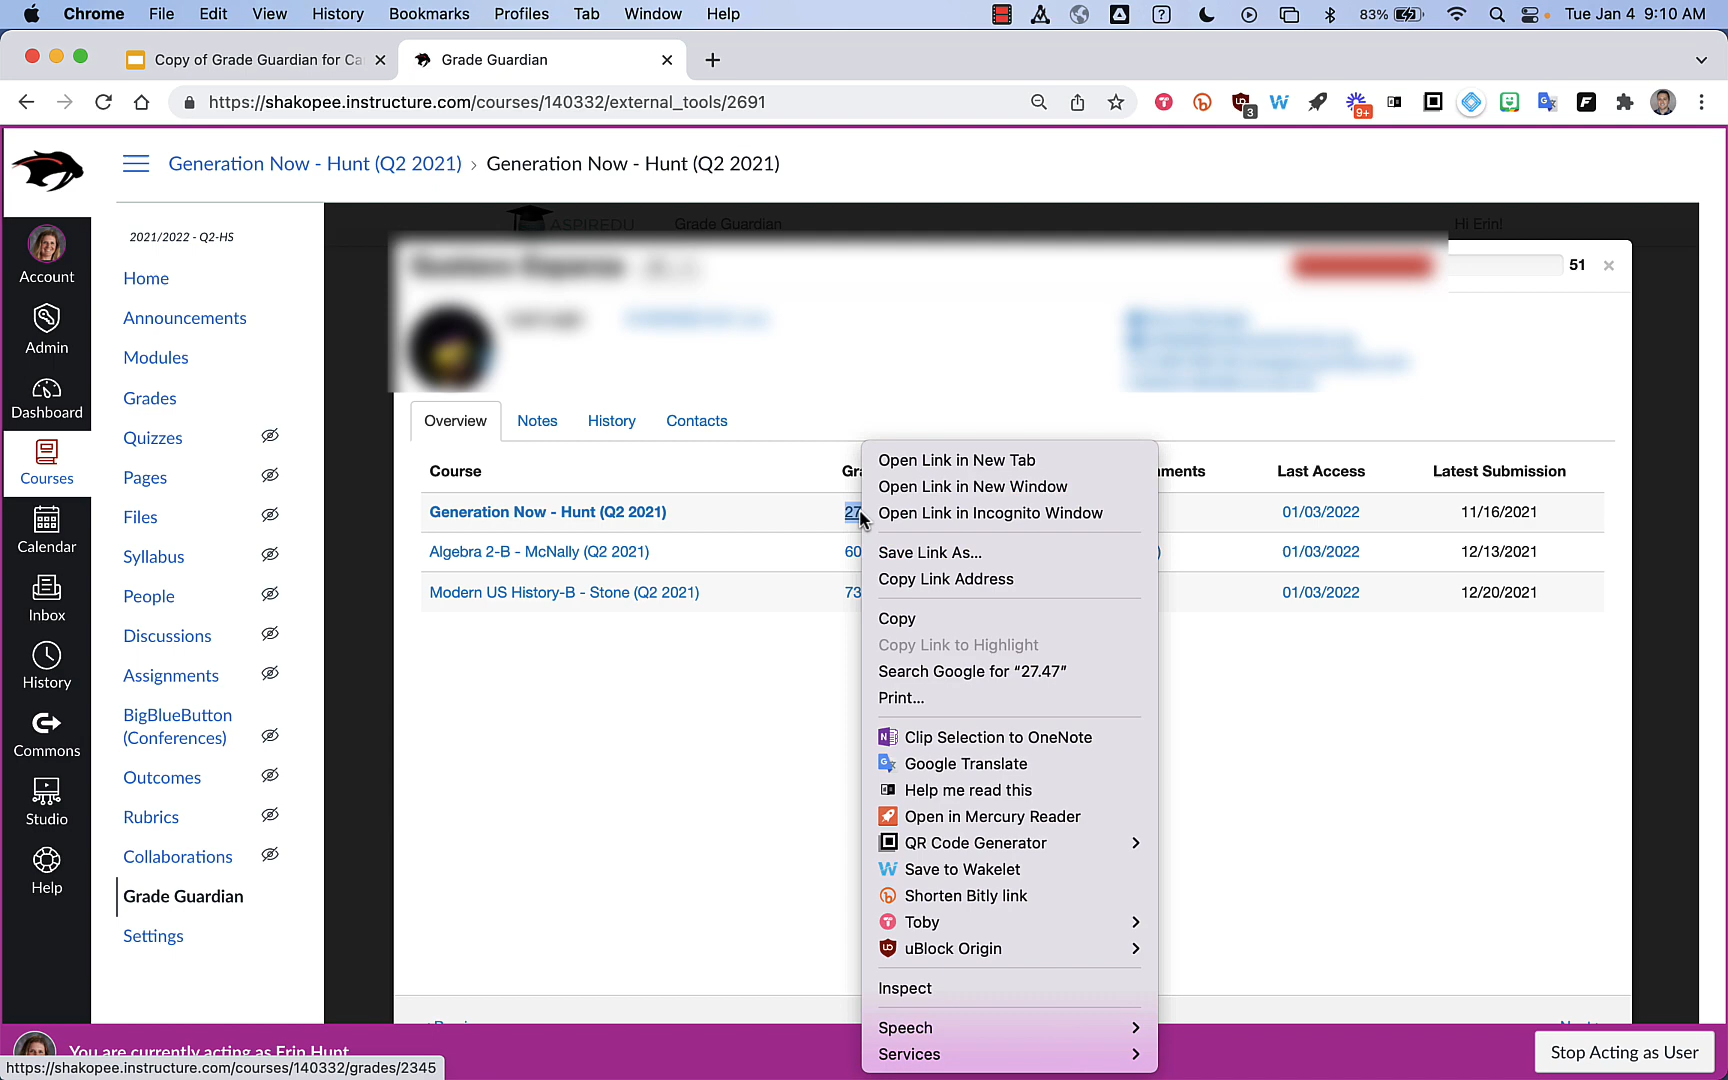 Chrome File Edit View History Bookmarks Profiles Tab Window Help 83% Tue Jan 4 9:10 AM
Copy of Grade Guardian for Ca
Grade Guardian
https://shakopee.instructure.com/courses/140332/external_tools/2691
3
9+
Generation Now - Hunt (Q2 2021) › Generation Now - Hunt (Q2 2021)
Account
Admin
Dashboard
Courses
Calendar
Inbox
History
Commons
Studio
Help
2021/2022 - Q2-HS
Home
Announcements
Modules
Grades
Quizzes
Pages
Files
Syllabus
People
Discussions
Assignments
BigBlueButton
(Conferences)
Outcomes
Rubrics
Collaborations
Grade Guardian
Settings
ASPIREDU Grade Guardian Hi Erin!
51
Overview Notes History Contacts
Course Gra ments Last Access Latest Submission
Generation Now - Hunt (Q2 2021) 27 01/03/2022 11/16/2021
Algebra 2-B - McNally (Q2 2021) 60 ) 01/03/2022 12/13/2021
Modern US History-B - Stone (Q2 2021) 73 01/03/2022 12/20/2021
Open Link in New Tab
Open Link in New Window
Open Link in Incognito Window
Save Link As...
Copy Link Address
Copy
Copy Link to Highlight
Search Google for “27.47”
Print...
Clip Selection to OneNote
Google Translate
Help me read this
Open in Mercury Reader
QR Code Generator
Save to Wakelet
Shorten Bitly link
Toby
uBlock Origin
Inspect
Speech
Services
You are currently acting as Erin Hunt
Stop Acting as User
https://shakopee.instructure.com/courses/140332/grades/2345